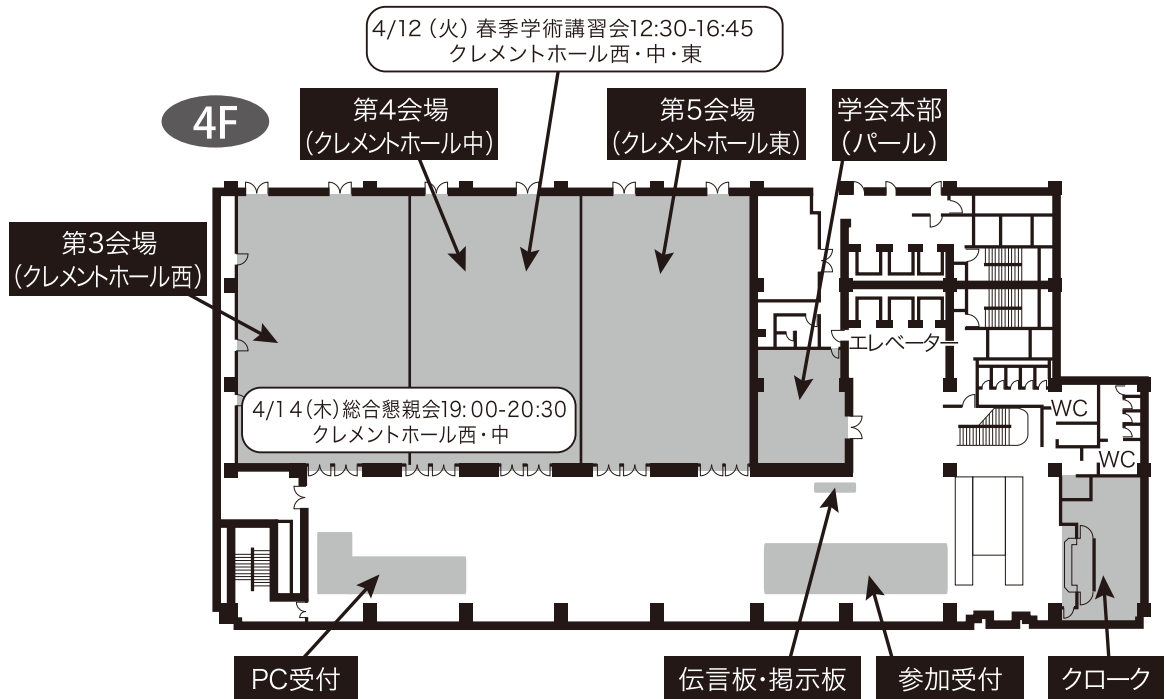 4/12（火）春季学術講習会12:30-16:45
クレメントホール西・中・東
4F
第4会場
（クレメントホール中）
第5会場
（クレメントホール東）
学会本部
（パール）
第3会場
（クレメントホール西）
エレベーター
4/14（木）総合懇親会19:00-20:30
クレメントホール西・中
WC
WC
PC受付
伝言板・掲示板
参加受付
クローク